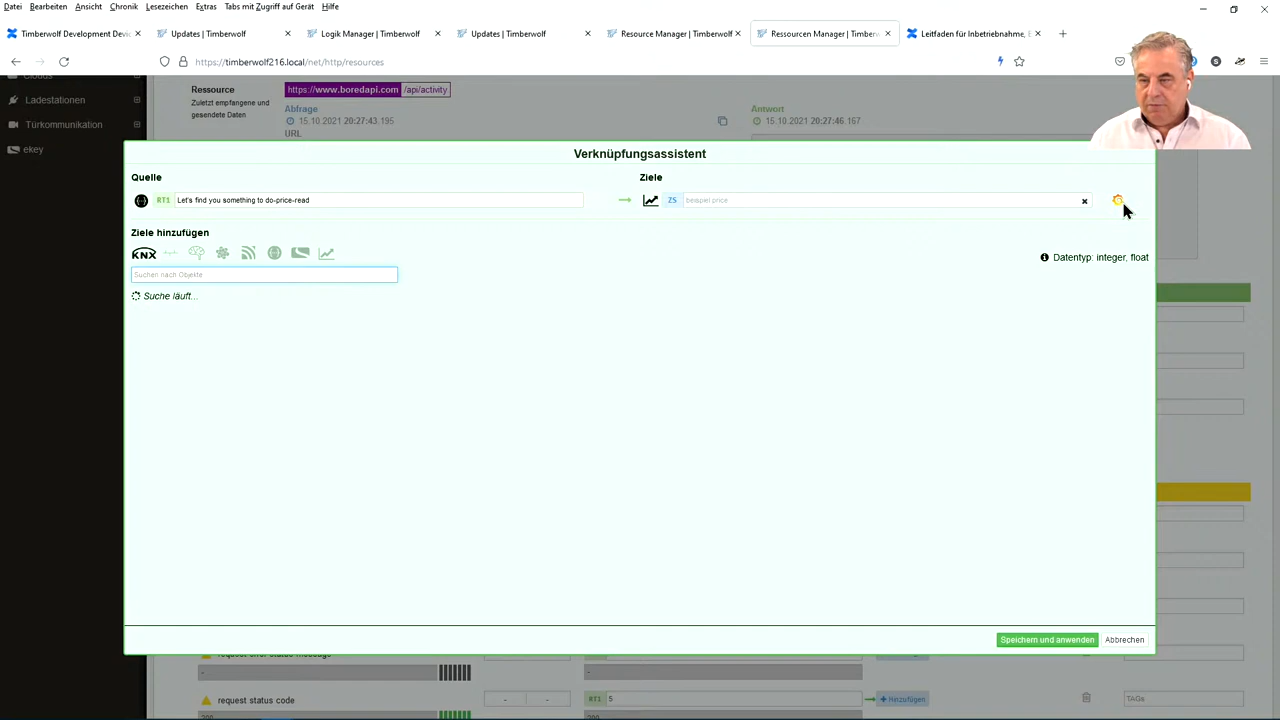 Datei Bearbeiten Ansicht Chronik Lesezeichen Extras Tabs mit Zugriff auf Gerät Hilfe
Timberwolf Development Devic
Updates | Timberwolf
Logik Manager | Timberwolf
Updates | Timberwolf
Resource Manager | Timberwolf
Ressourcen Manager | Timberw
Leitfaden für Inbetriebnahme, E
https://timberwolf216.local/net/http/resources
Clouds
Ladestationen
Türkommunikation
ekey
Ressource
https://www.boredapi.com /api/activity
Zuletzt empfangene und
gesendete Daten
Abfrage
15.10.2021 20:27:43.195
URL
Antwort
15.10.2021 20:27:46.167
Verknüpfungsassistent
Quelle
Ziele
RT1 Let's find you something to do-price-read
ZS beispiel price
Ziele hinzufügen
KNX
Datentyp: integer, float
Suchen nach Objekte
Suche läuft...
Speichern und anwenden
Abbrechen
request error status message
request status code
- -
RT1 5
Hinzufügen
TAGs
200
200